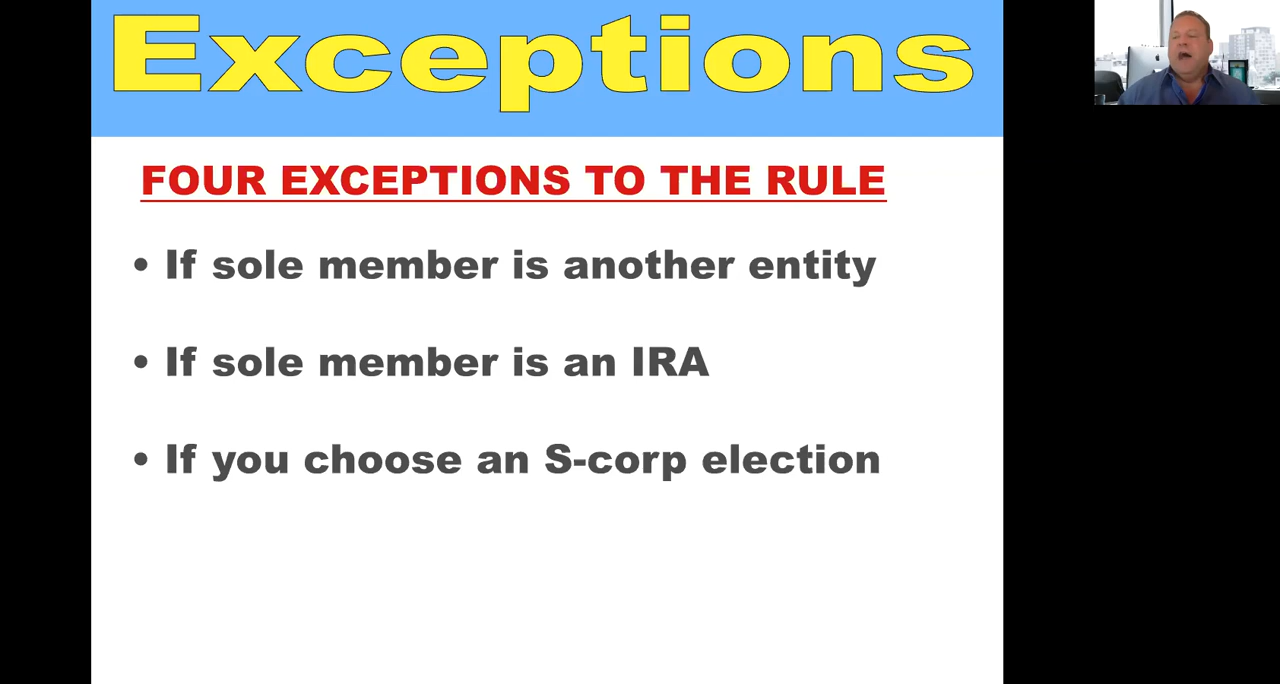 Exceptions
FOUR EXCEPTIONS TO THE RULE
• If sole member is another entity
• If sole member is an IRA
• If you choose an S-corp election